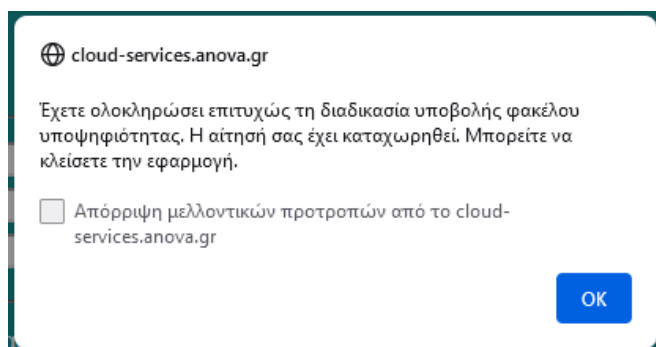 cloud-services.anova.gr
Έχετε ολοκληρώσει επιτυχώς τη διαδικασία υποβολής φακέλου
υποψηφιότητας. Η αίτησή σας έχει καταχωρηθεί. Μπορείτε να
κλείσετε την εφαρμογή.
Απόρριψη μελλοντικών προτροπών από το cloud-
services.anova.gr
OK